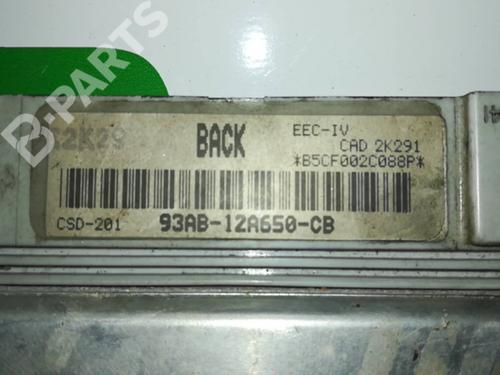 B-PARTS
BACK
EEC-IV
CAD 2K291
*B5CF002C088P*
CSD-201
93AB-12A650-CB